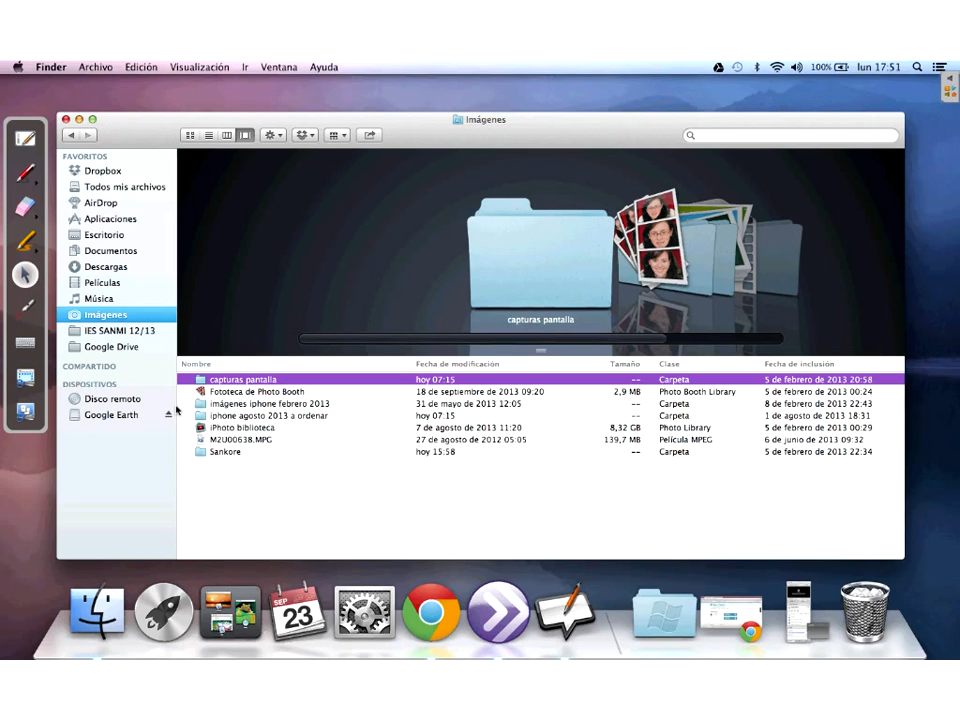 Finder Archivo Edición Visualización Ir Ventana Ayuda 100% lun 17:51
Imágenes
FAVORITOS
Dropbox
Todos mis archivos
AirDrop
Aplicaciones
Escritorio
Documentos
Descargas
Películas
Música
Imágenes
IES SANMI 12/13
Google Drive
COMPARTIDO
DISPOSITIVOS
Disco remoto
Google Earth
capturas pantalla
Nombre Fecha de modificación Tamaño Clase Fecha de inclusión
capturas pantalla hoy 07:15 -- Carpeta 5 de febrero de 2013 20:58
Fototeca de Photo Booth 18 de septiembre de 2013 09:20 2,9 MB Photo Booth Library 5 de febrero de 2013 00:24
imágenes iphone febrero 2013 31 de mayo de 2013 12:05 -- Carpeta 8 de febrero de 2013 22:43
iphone agosto 2013 a ordenar hoy 07:15 -- Carpeta 1 de agosto de 2013 18:31
iPhoto biblioteca 7 de agosto de 2013 11:20 8,32 GB Photo Library 5 de febrero de 2013 00:29
M2U00638.MPG 27 de agosto de 2012 05:05 139,7 MB Película MPEG 6 de junio de 2013 09:32
Sankore hoy 15:58 -- Carpeta 5 de febrero de 2013 22:34
SEP
23